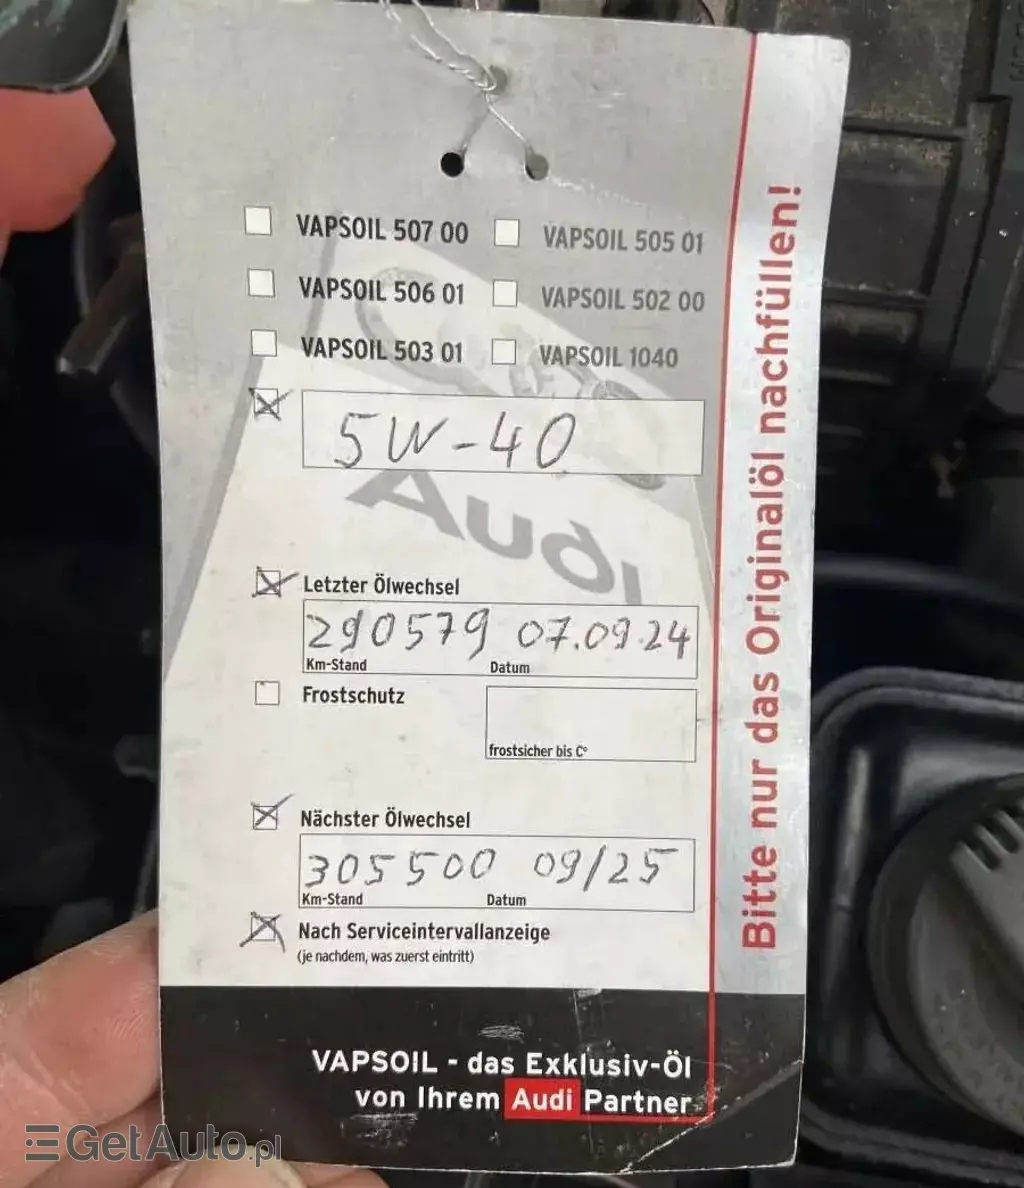 VAPSOIL 507 00 VAPSOIL 505 01
VAPSOIL 506 01 VAPSOIL 502 00
VAPSOIL 503 01 VAPSOIL 1040
5W-40
Audi
Letzter Ölwechsel
290579 07.09.24
Km-Stand Datum
Frostschutz
frostsicher bis C°
Nächster Ölwechsel
305500 09/25
Km-Stand Datum
Nach Serviceintervallanzeige
(je nachdem, was zuerst eintritt)
VAPSOIL - das Exklusiv-Öl
von Ihrem Audi Partner
Bitte nur das Originalöl nachfüllen!
GetAuto.pl